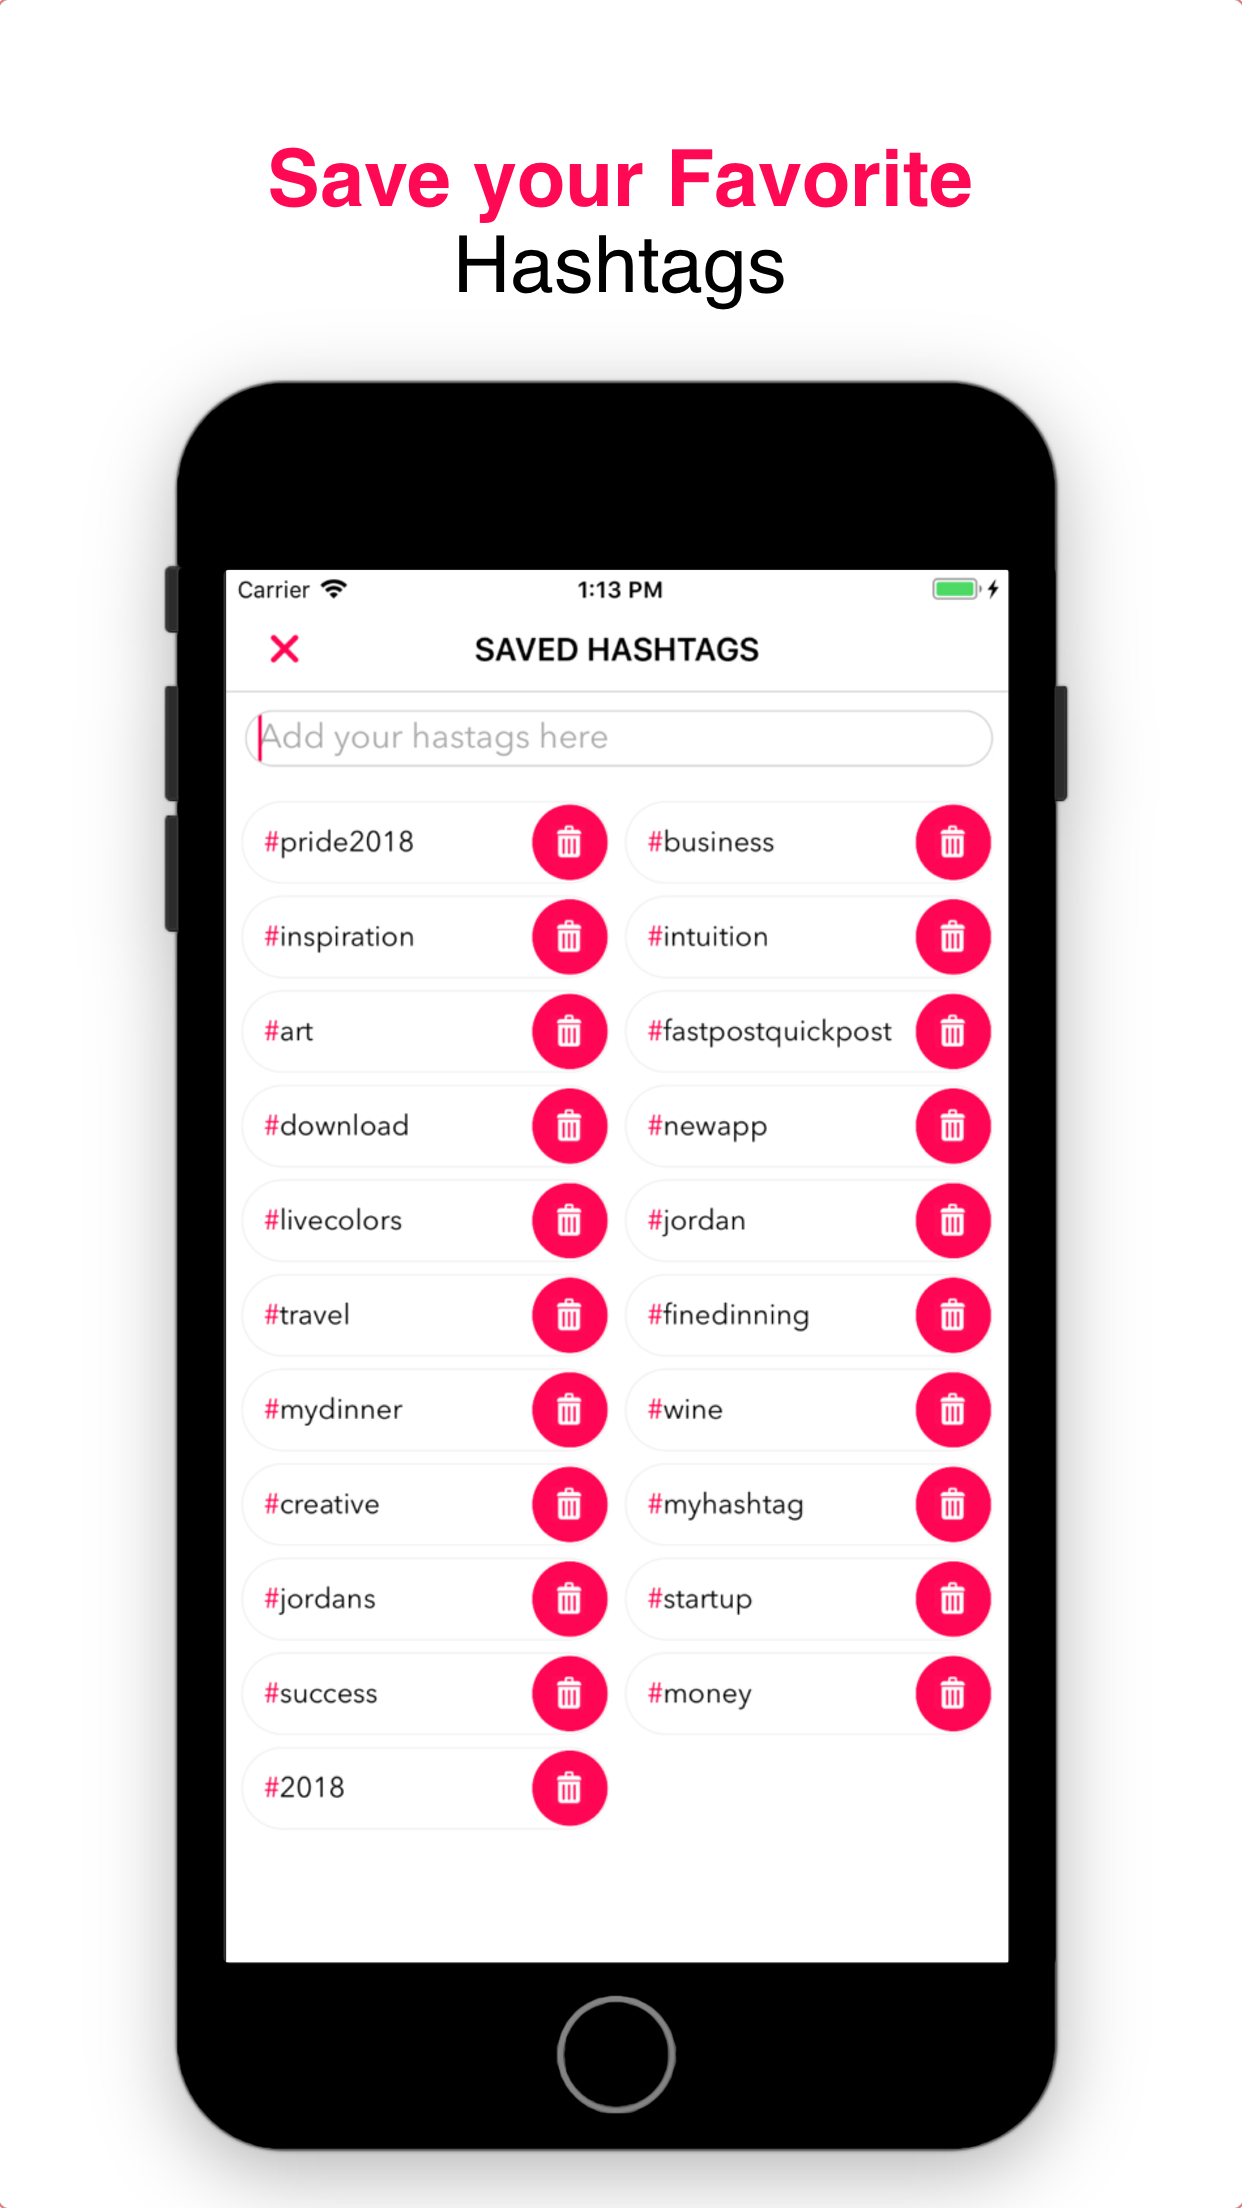 Save your Favorite
Hashtags
Carrier 1:13 PM
SAVED HASHTAGS
Add your hastags here
#pride2018 #business
#inspiration #intuition
#art #fastpostquickpost
#download #newapp
#livecolors #jordan
#travel #finedinning
#mydinner #wine
#creative #myhashtag
#jordans #startup
#success #money
#2018